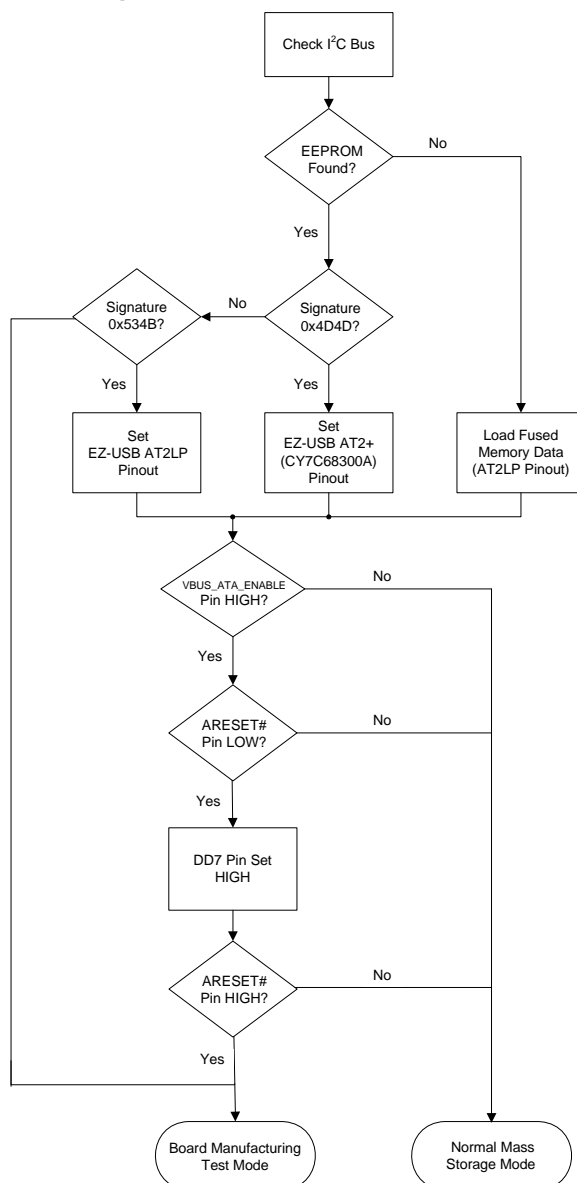 Check I²C Bus
EEPROM
Found?
No
Yes
Signature
0x534B?
No
Signature
0x4D4D?
Yes
Yes
Set
EZ-USB AT2LP
Pinout
Set
EZ-USB AT2+
(CY7C68300A)
Pinout
Load Fused
Memory Data
(AT2LP Pinout)
VBUS_ATA_ENABLE
Pin HIGH?
No
Yes
ARESET#
Pin LOW?
No
Yes
DD7 Pin Set
HIGH
ARESET#
Pin HIGH?
No
Yes
Board Manufacturing
Test Mode
Normal Mass
Storage Mode